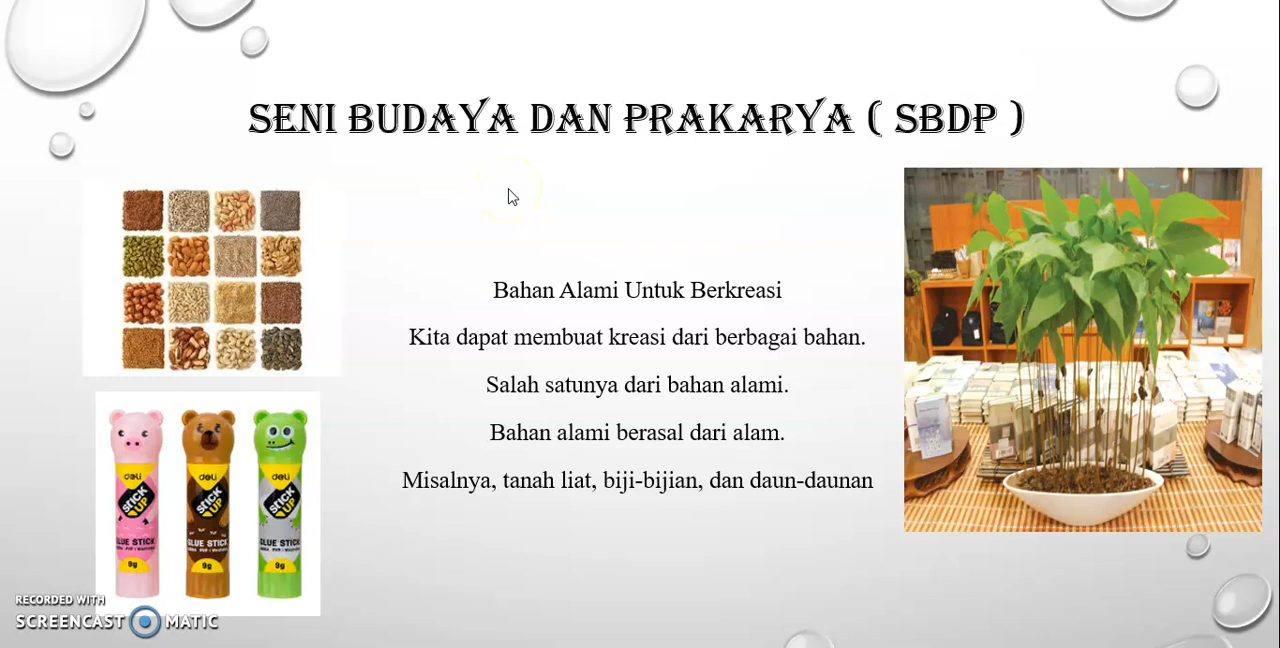 SENI BUDAYA DAN PRAKARYA ( SBDP )
Bahan Alami Untuk Berkreasi
Kita dapat membuat kreasi dari berbagai bahan.
Salah satunya dari bahan alami.
Bahan alami berasal dari alam.
Misalnya, tanah liat, biji-bijian, dan daun-daunan
deli
STICK UP
GLUE STICK
9g
deli
STICK UP
GLUE STICK
9g
deli
STICK UP
GLUE STICK
9g
RECORDED WITH
SCREENCAST MATIC